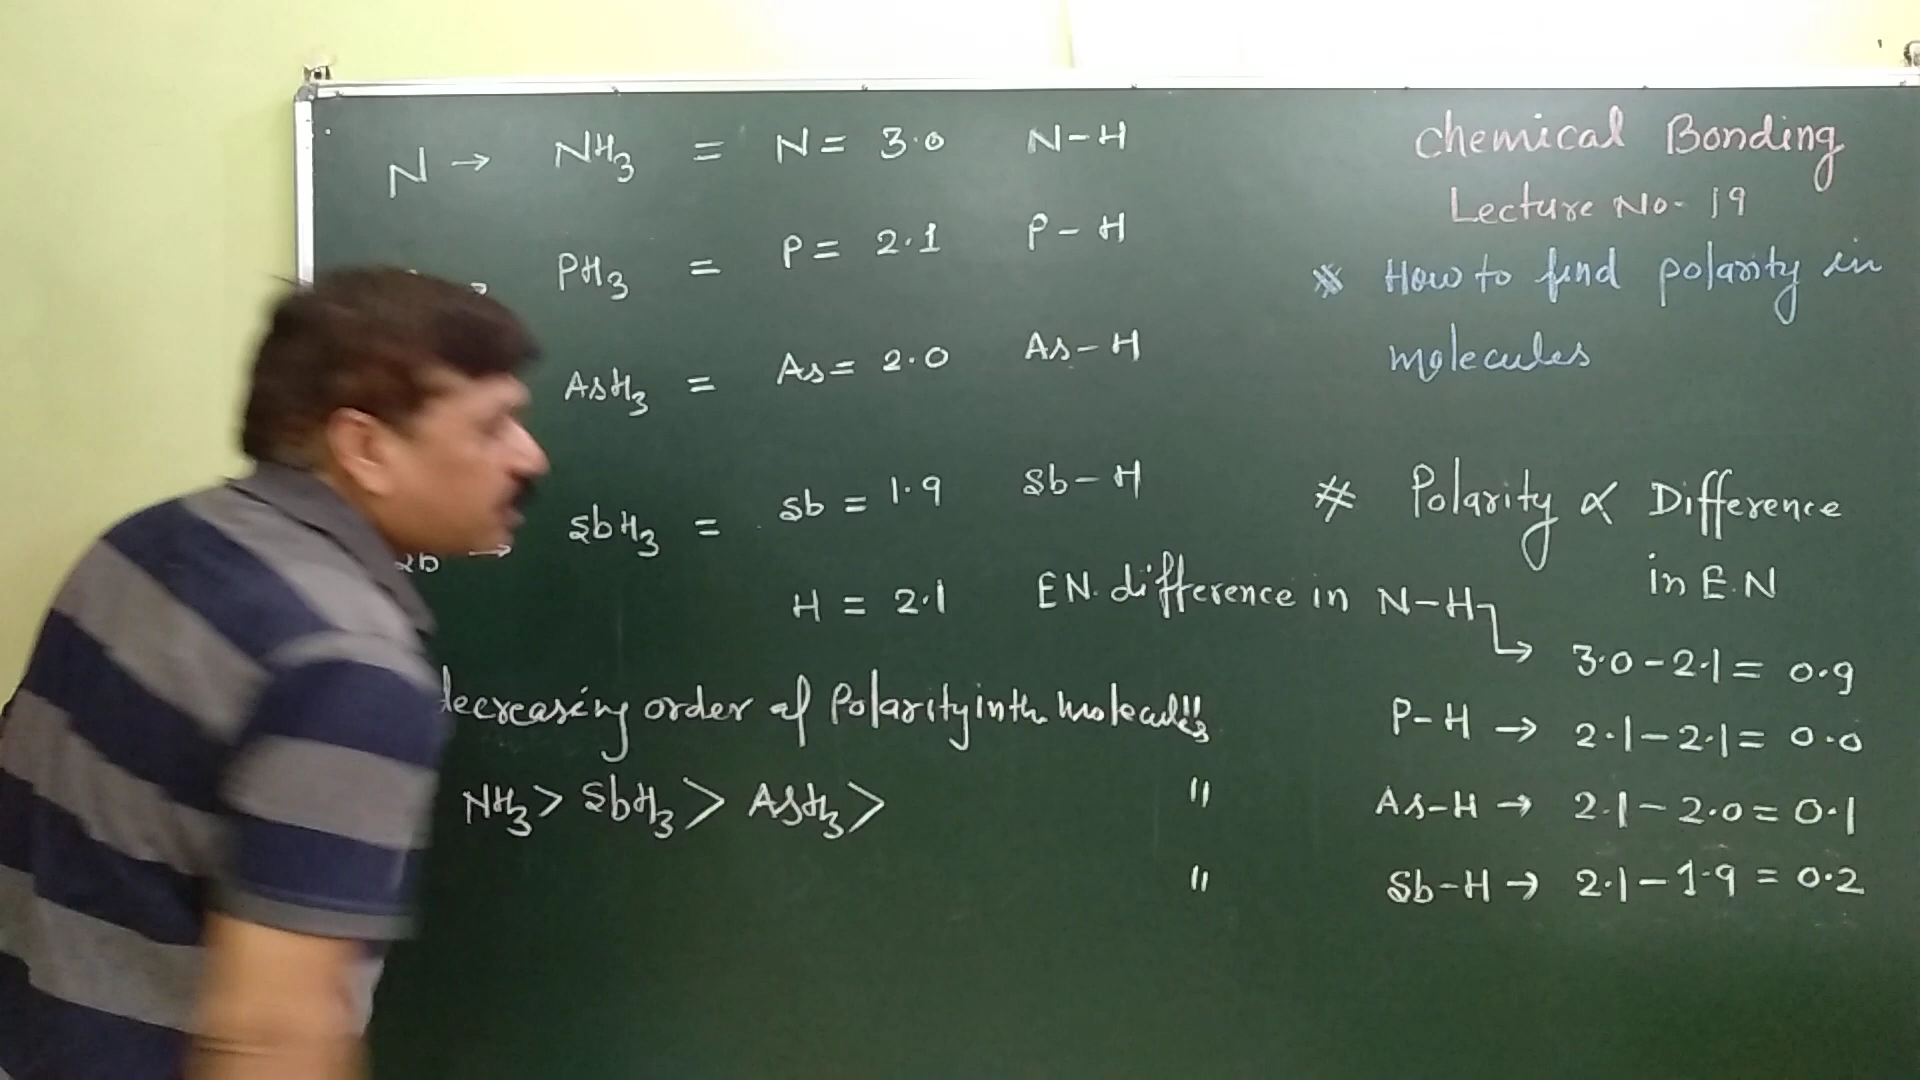 N → NH3 = N = 3.0 N-H
PH3 = P = 2.1 P-H
AsH3 = As = 2.0 As-H
→ SbH3 = Sb = 1.9 Sb-H
H = 2.1
decreasing order of Polarity in the molecules
NH3 > SbH3 > AsH3 >
Chemical Bonding
Lecture No- 19
* How to find polarity in
molecules
# Polarity ∝ Difference
in E.N
EN. difference in N-H → 3.0-2.1 = 0.9
" P-H → 2.1-2.1 = 0.0
" As-H → 2.1-2.0 = 0.1
" Sb-H → 2.1-1.9 = 0.2